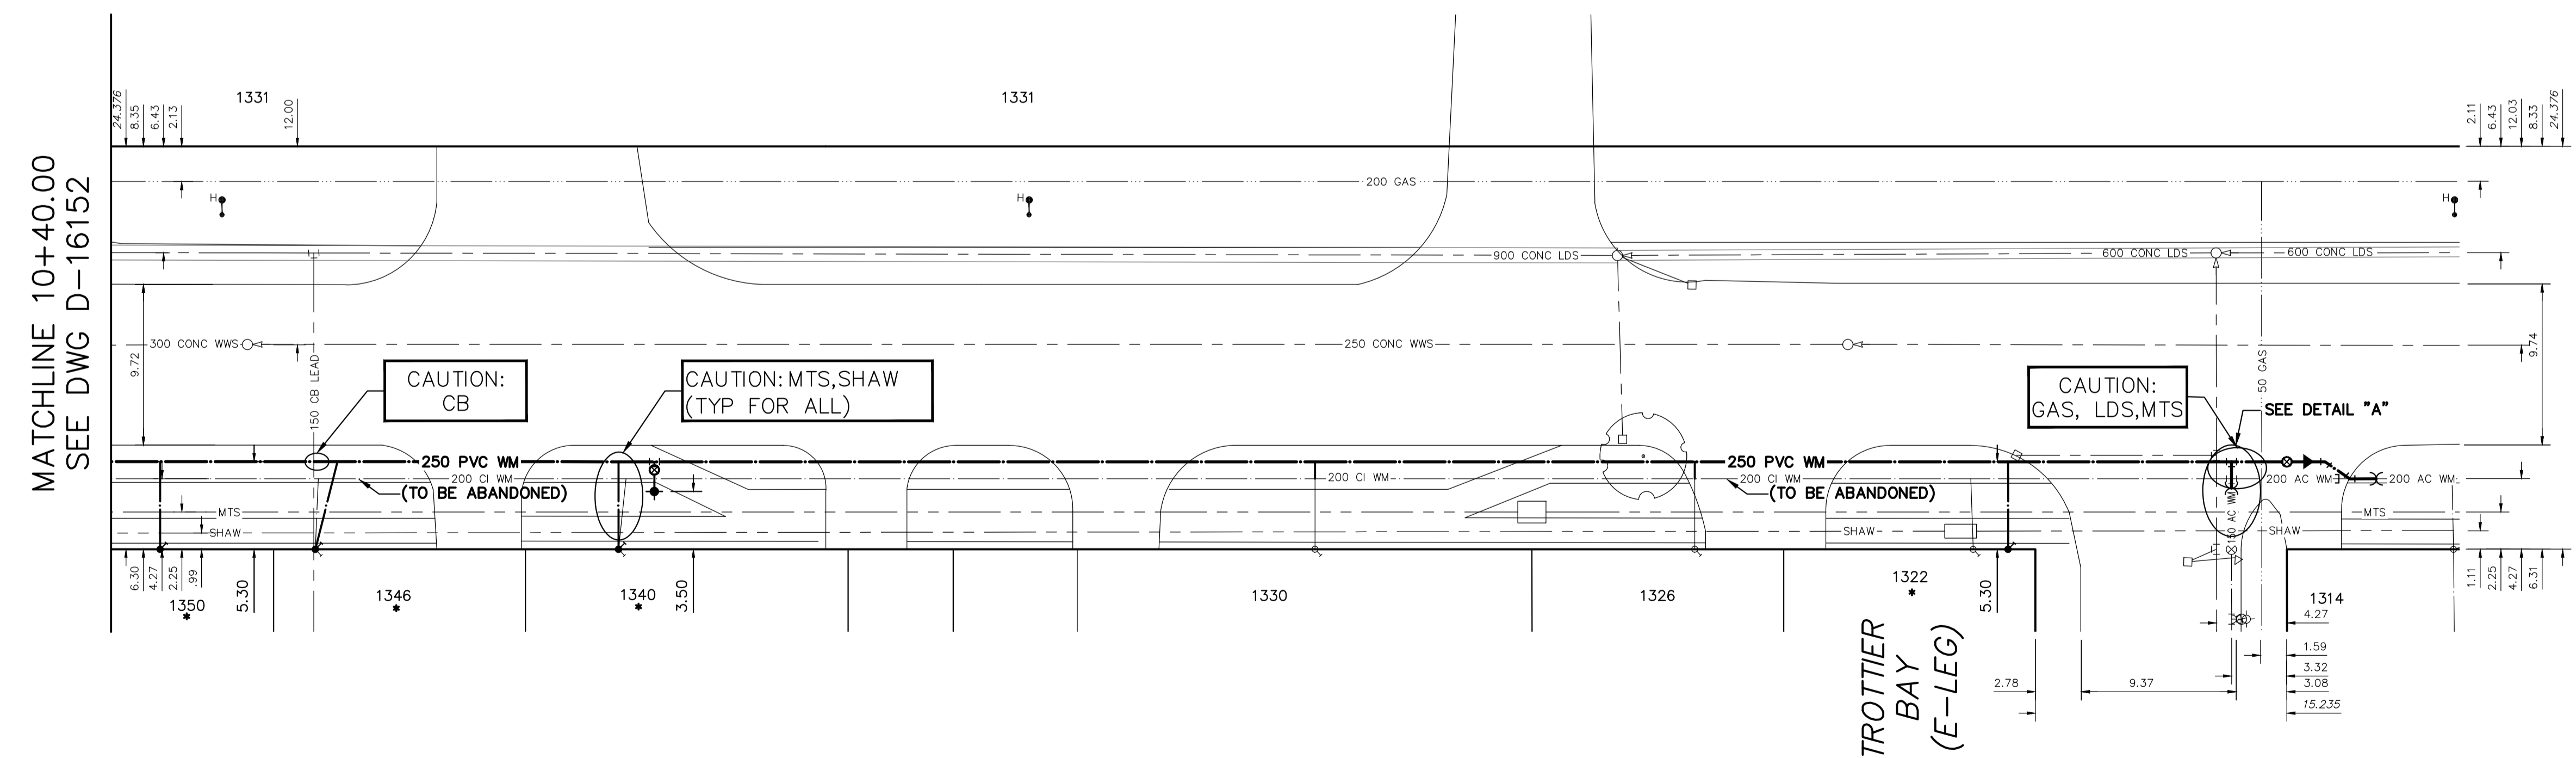 MATCHLINE 10+40.00
SEE DWG D-16152
24.376
8.35
6.43
2.13
12.00
1331
1331
2.11
6.43
12.03
8.33
24.376
200 GAS
H
H
H
900 CONC LDS
600 CONC LDS
600 CONC LDS
300 CONC WWS
250 CONC WWS
9.72
9.74
150 CB LEAD
50 GAS
CAUTION:
CB
CAUTION: MTS,SHAW
(TYP FOR ALL)
CAUTION:
GAS, LDS,MTS
SEE DETAIL "A"
250 PVC WM
250 PVC WM
200 CI WM
200 CI WM
200 CI WM
200 AC WM
200 AC WM
(TO BE ABANDONED)
(TO BE ABANDONED)
150 AC WM
MTS
MTS
SHAW
SHAW
SHAW
6.30
4.27
2.25
.99
5.30
3.50
5.30
1.11
2.25
4.27
6.31
1350
*
1346
*
1340
*
1330
1326
1322
*
1314
4.27
1.59
3.32
3.08
15.235
2.78
9.37
TROTTIER
BAY
(E-LEG)